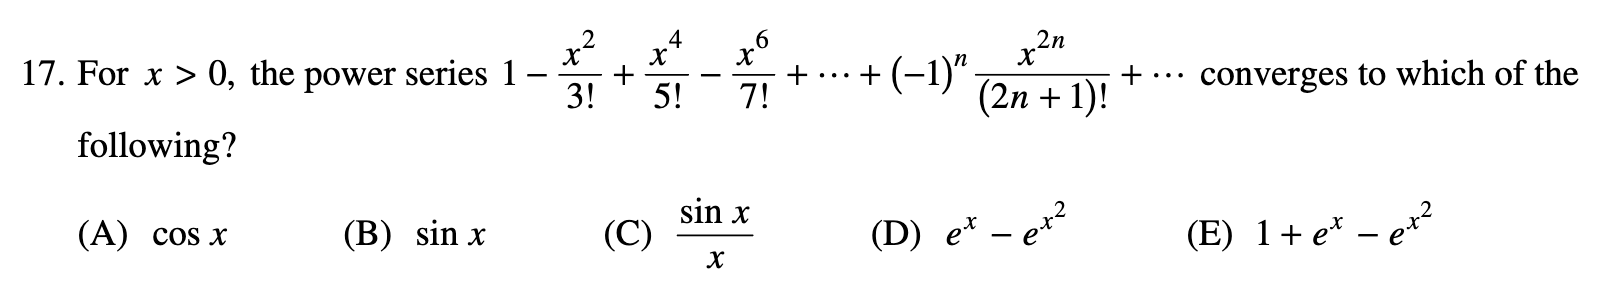 17. For x > 0, the power series 1 − x²/3! + x⁴/5! − x⁶/7! + ⋯ + (−1)ⁿ x²ⁿ/(2n + 1)! + ⋯ converges to which of the
following?
(A) cos x (B) sin x (C) sin x/x (D) eˣ − e^(x²) (E) 1 + eˣ − e^(x²)